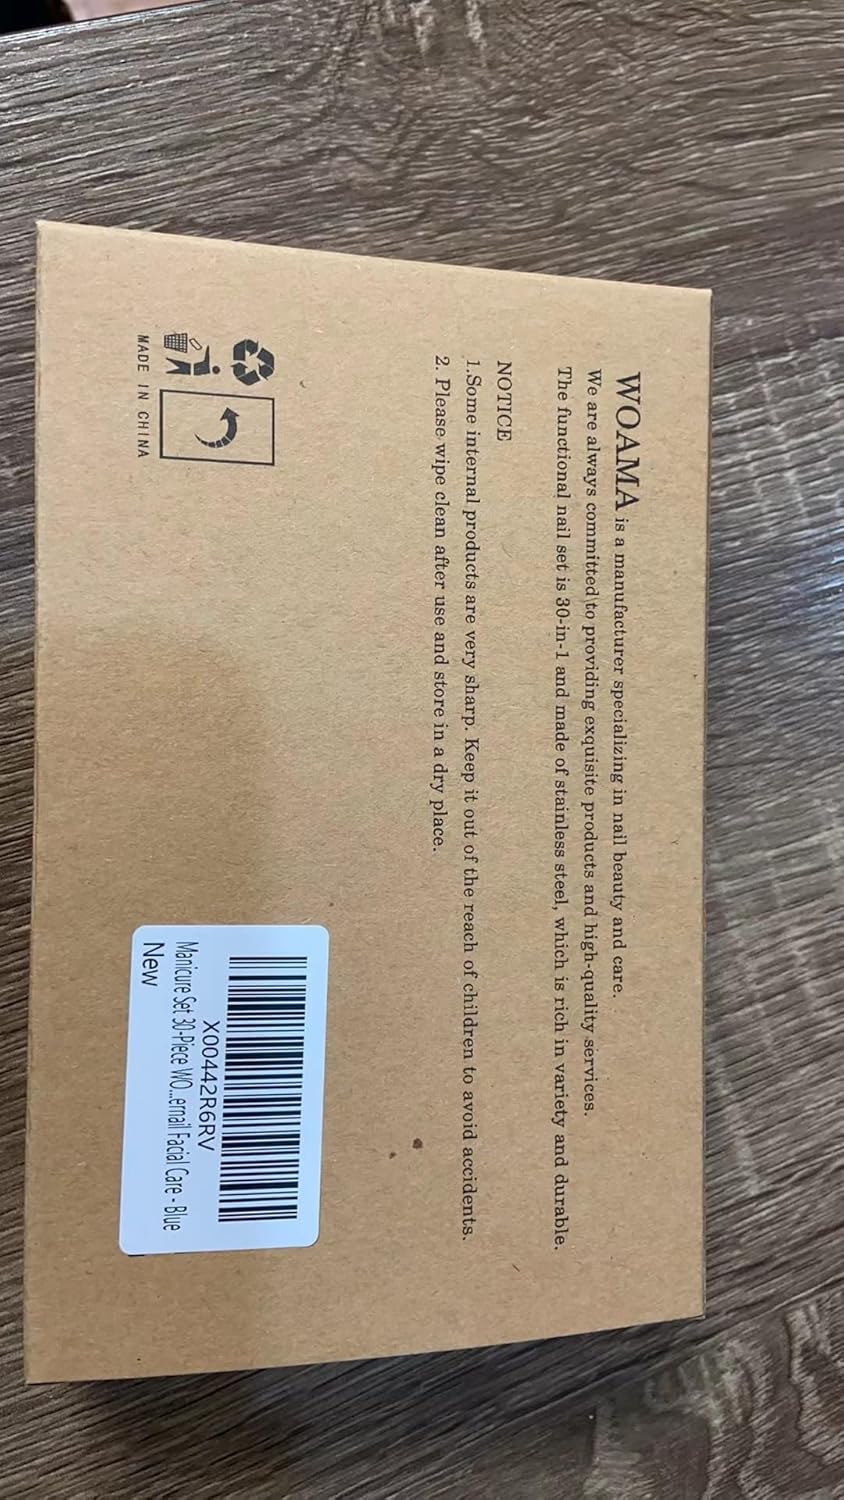 WOAMA is a manufacturer specializing in nail beauty and care.
We are always committed to providing exquisite products and high-quality services.
The functional nail set is 30-in-1 and made of stainless steel, which is rich in variety and durable.
NOTICE
1.Some internal products are very sharp. Keep it out of the reach of children to avoid accidents.
2. Please wipe clean after use and store in a dry place.
MADE IN CHINA
X00442R6RV
Manicure Set 30-Piece WO...ernail Facial Care - Blue
New